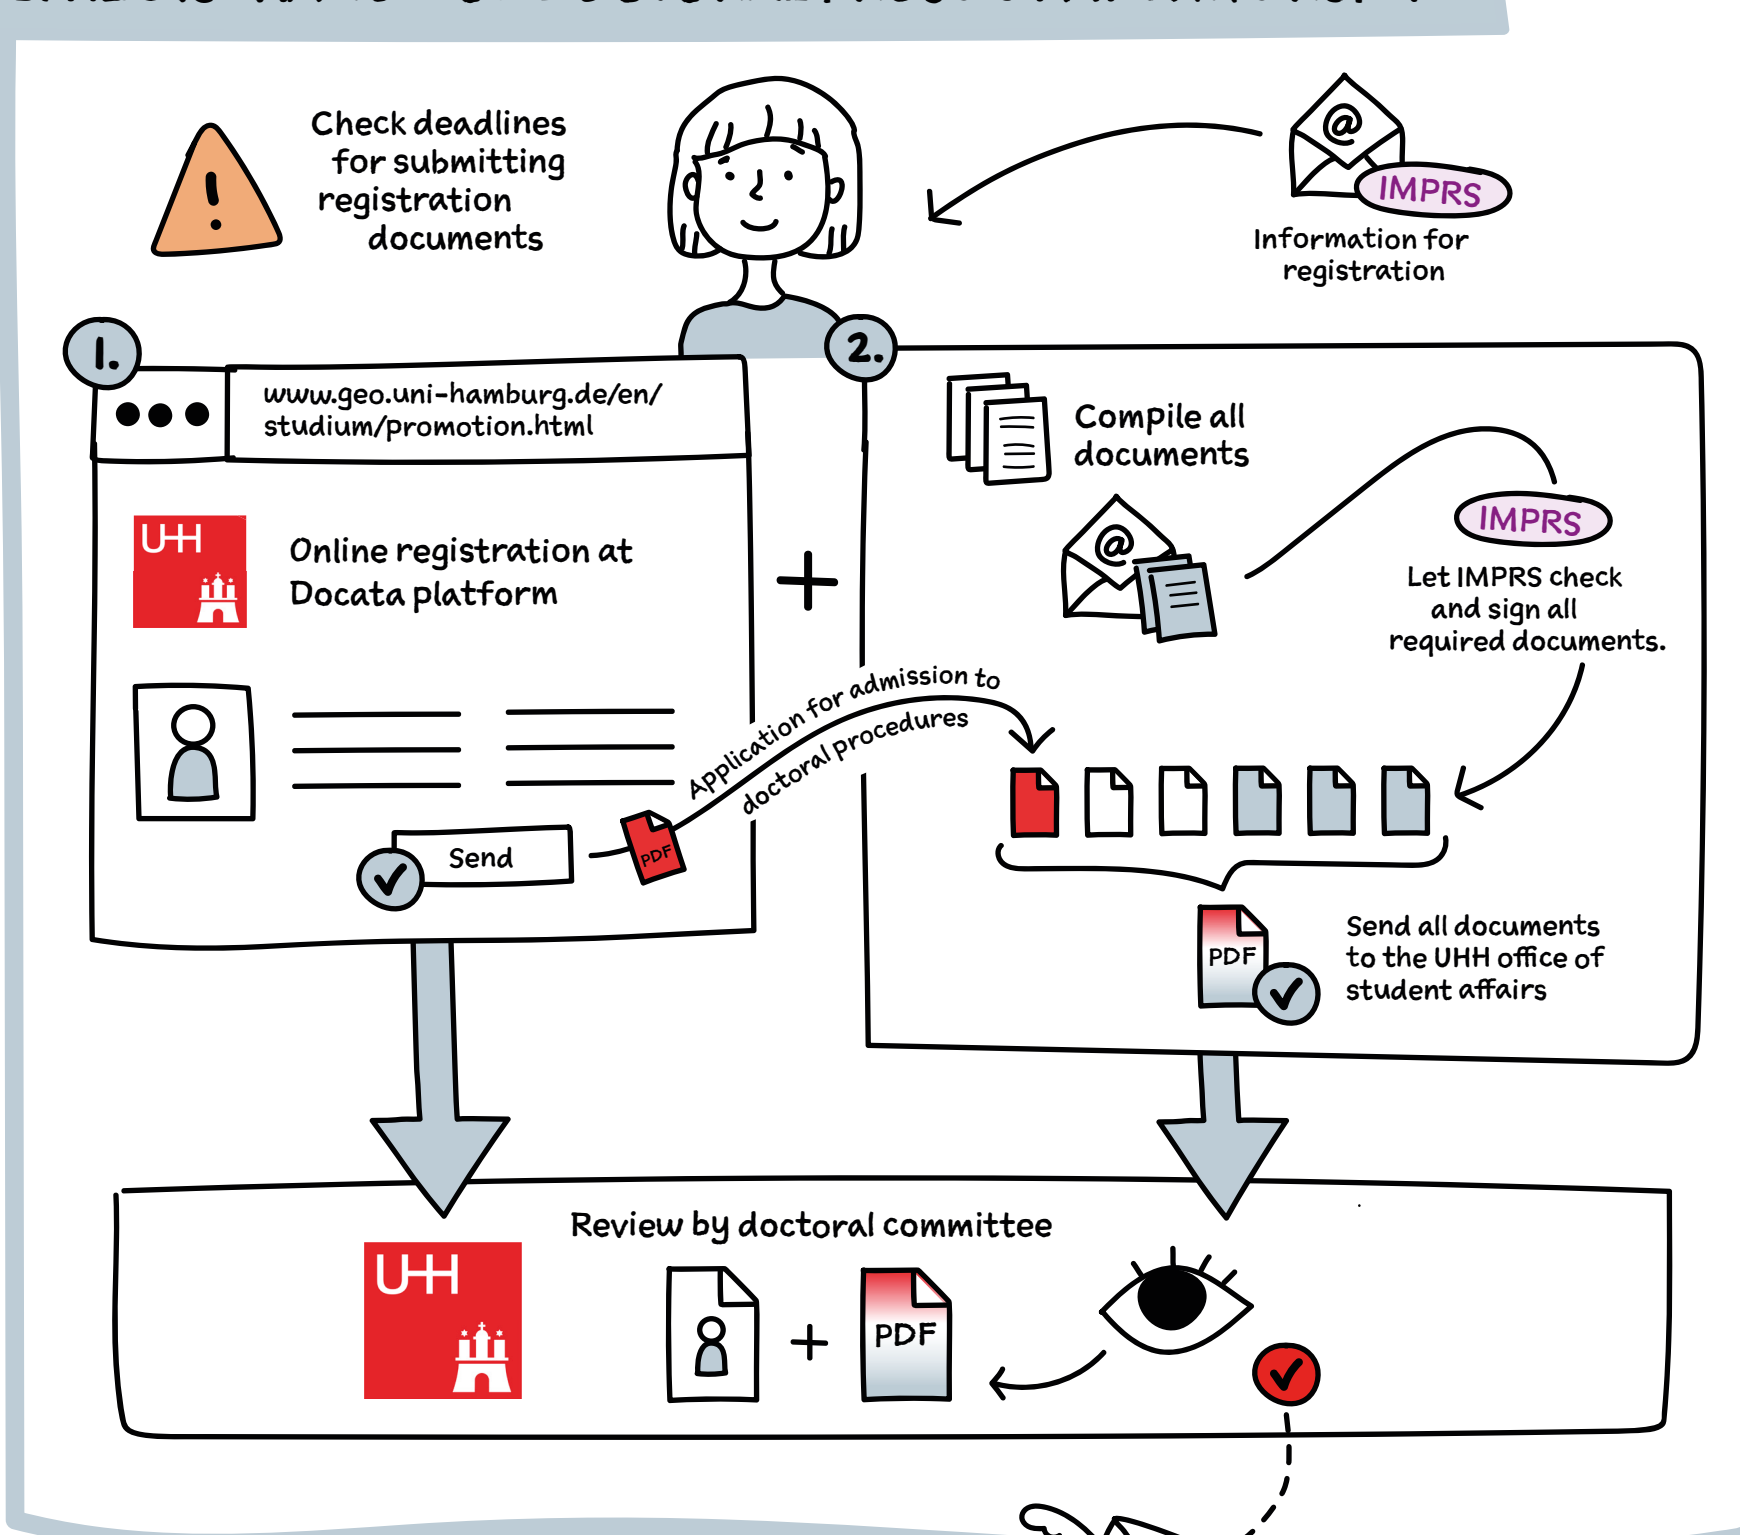 Check deadlines
for submitting
registration
documents
@
IMPRS
Information for
registration
1.
www.geo.uni-hamburg.de/en/
studium/promotion.html
UHH
Online registration at
Docata platform
Send
PDF
Application for admission to
doctoral procedures
2.
Compile all
documents
@
IMPRS
Let IMPRS check
and sign all
required documents.
PDF
Send all documents
to the UHH office of
student affairs
Review by doctoral committee
UHH
PDF